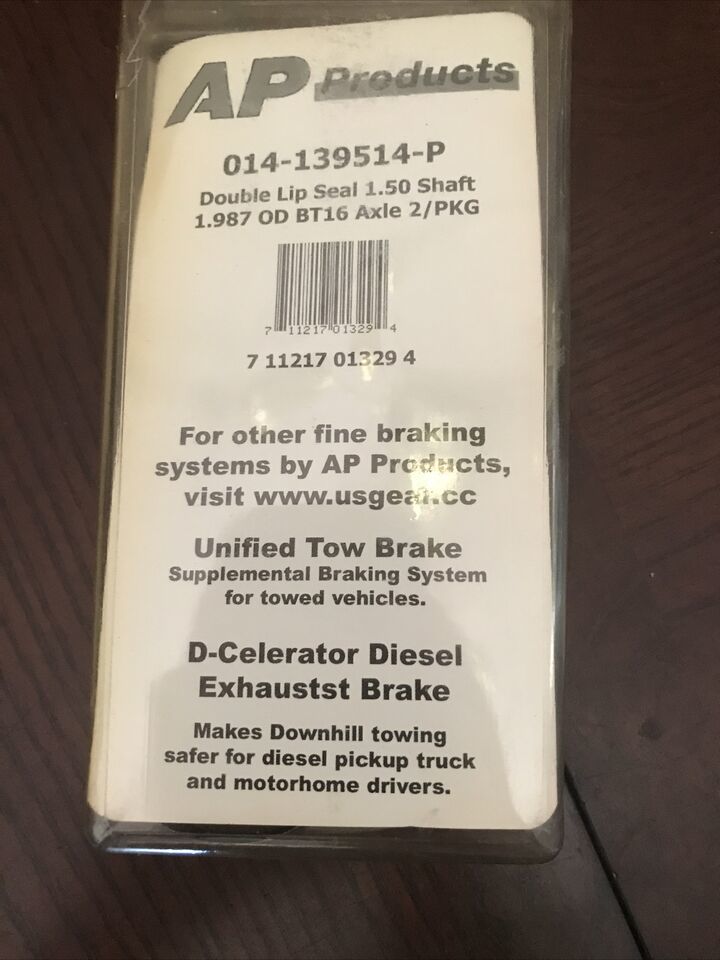 AP Products
014-139514-P
Double Lip Seal 1.50 Shaft
1.987 OD BT16 Axle 2/PKG
7 11217 01329 4
7 11217 01329 4
For other fine braking
systems by AP Products,
visit www.usgear.cc
Unified Tow Brake
Supplemental Braking System
for towed vehicles.
D-Celerator Diesel
Exhaustst Brake
Makes Downhill towing
safer for diesel pickup truck
and motorhome drivers.